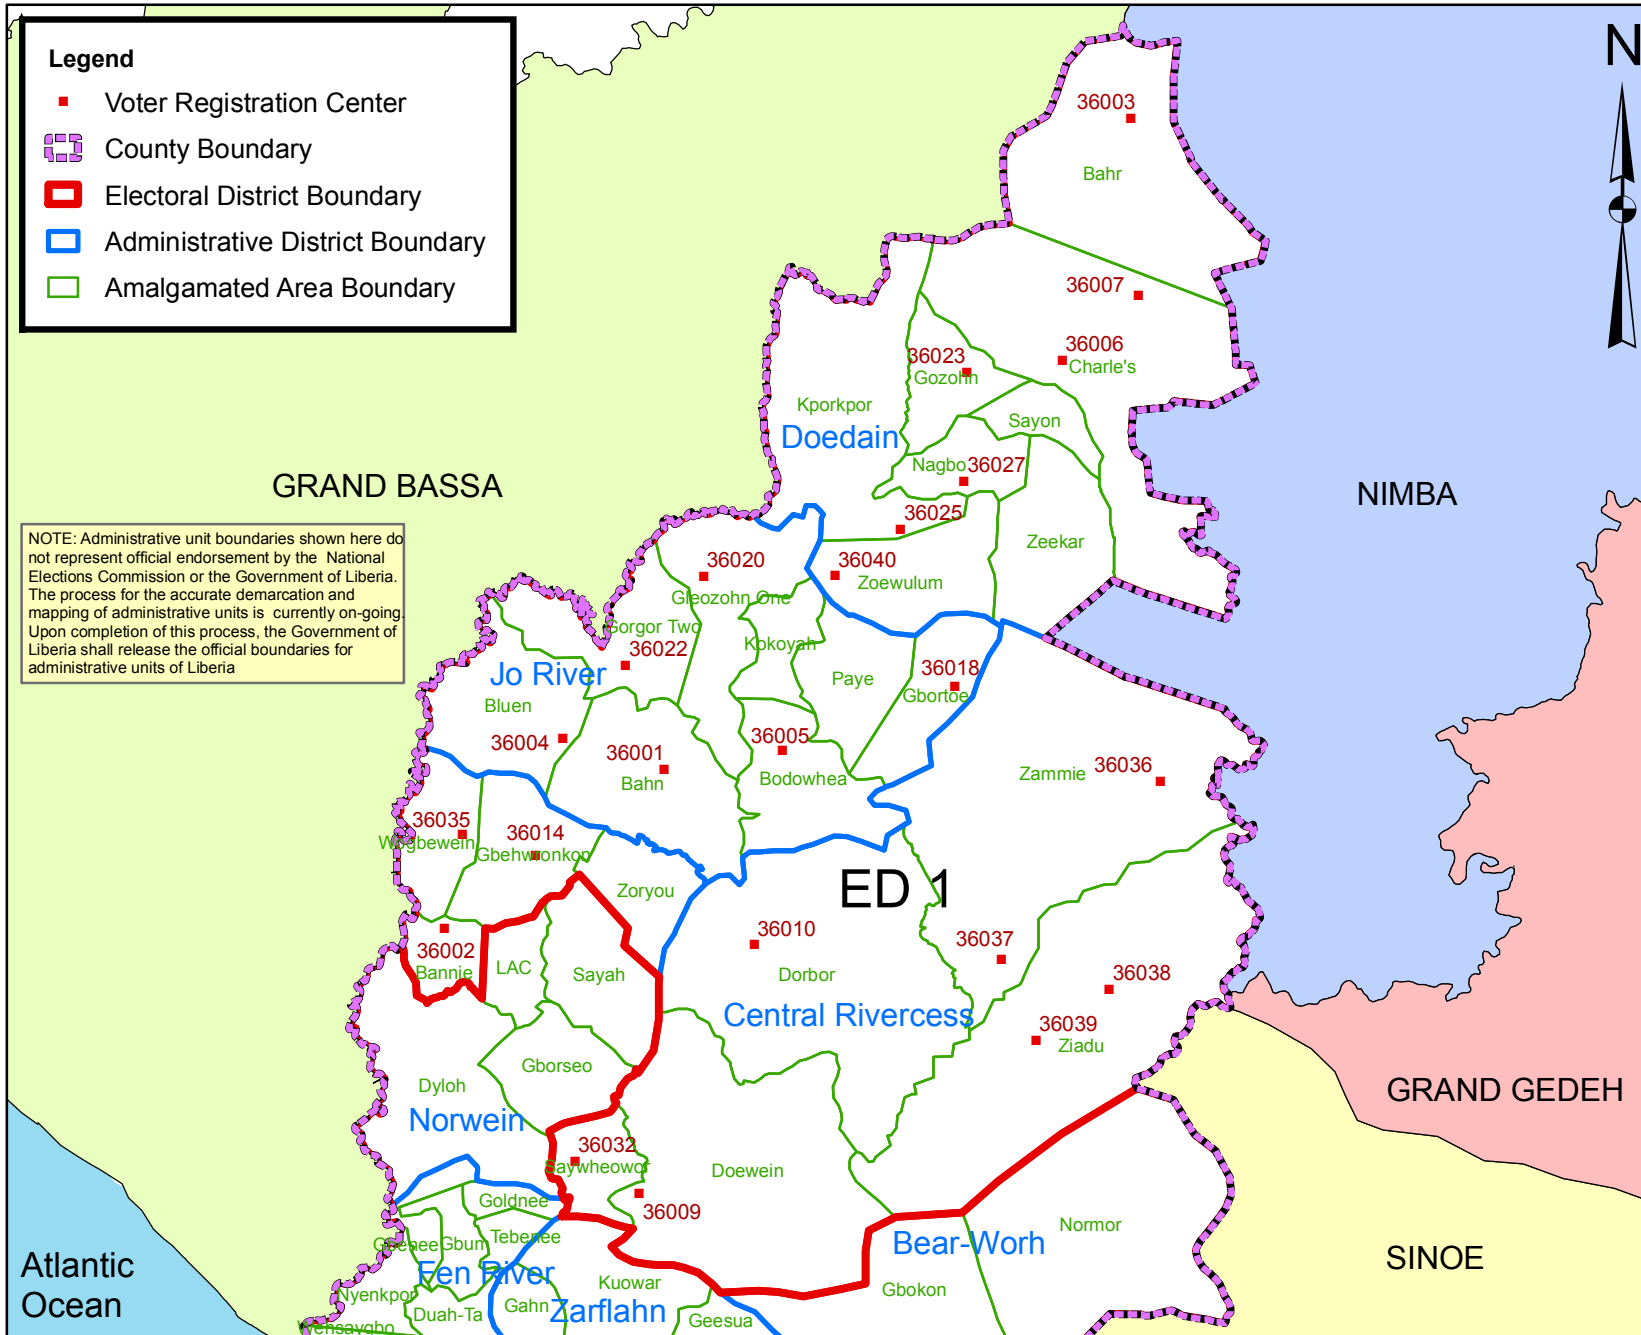 Legend
Voter Registration Center
County Boundary
Electoral District Boundary
Administrative District Boundary
Amalgamated Area Boundary
N
36003
Bahr
36007
36006
Charle's
36023
Gozohn
Kporkpor
Doedain
Sayon
Nagbo
36027
GRAND BASSA
NIMBA
36025
NOTE: Administrative unit boundaries shown here do
not represent official endorsement by the National
Elections Commission or the Government of Liberia.
The process for the accurate demarcation and
mapping of administrative units is currently on-going.
Upon completion of this process, the Government of
Liberia shall release the official boundaries for
administrative units of Liberia
Zeekar
36020
36040
Zoewulum
Gleozohn One
Gorgor Two
36022
Kokoyah
Jo River
Paye
36018
Gbortoe
Bluen
36004
36001
Bahn
36005
Bodowhea
Zammie
36036
36035
Wogbewein
36014
Gbehwronkon
Zoryou
ED 1
36010
36037
36002
Bannie
LAC
Sayah
Dorbor
36038
Central Rivercess
36039
Ziadu
Gborseo
Dyloh
GRAND GEDEH
Norwein
36032
Saywheowor
Doewein
36009
Goldnee
Normor
Tebenee
Gbum
Bear-Worh
SINOE
Atlantic
Ocean
Fen River
Kuowar
Gbokon
Nyenkpor
Gahn
Zarflahn
Duah-Ta
Geesua